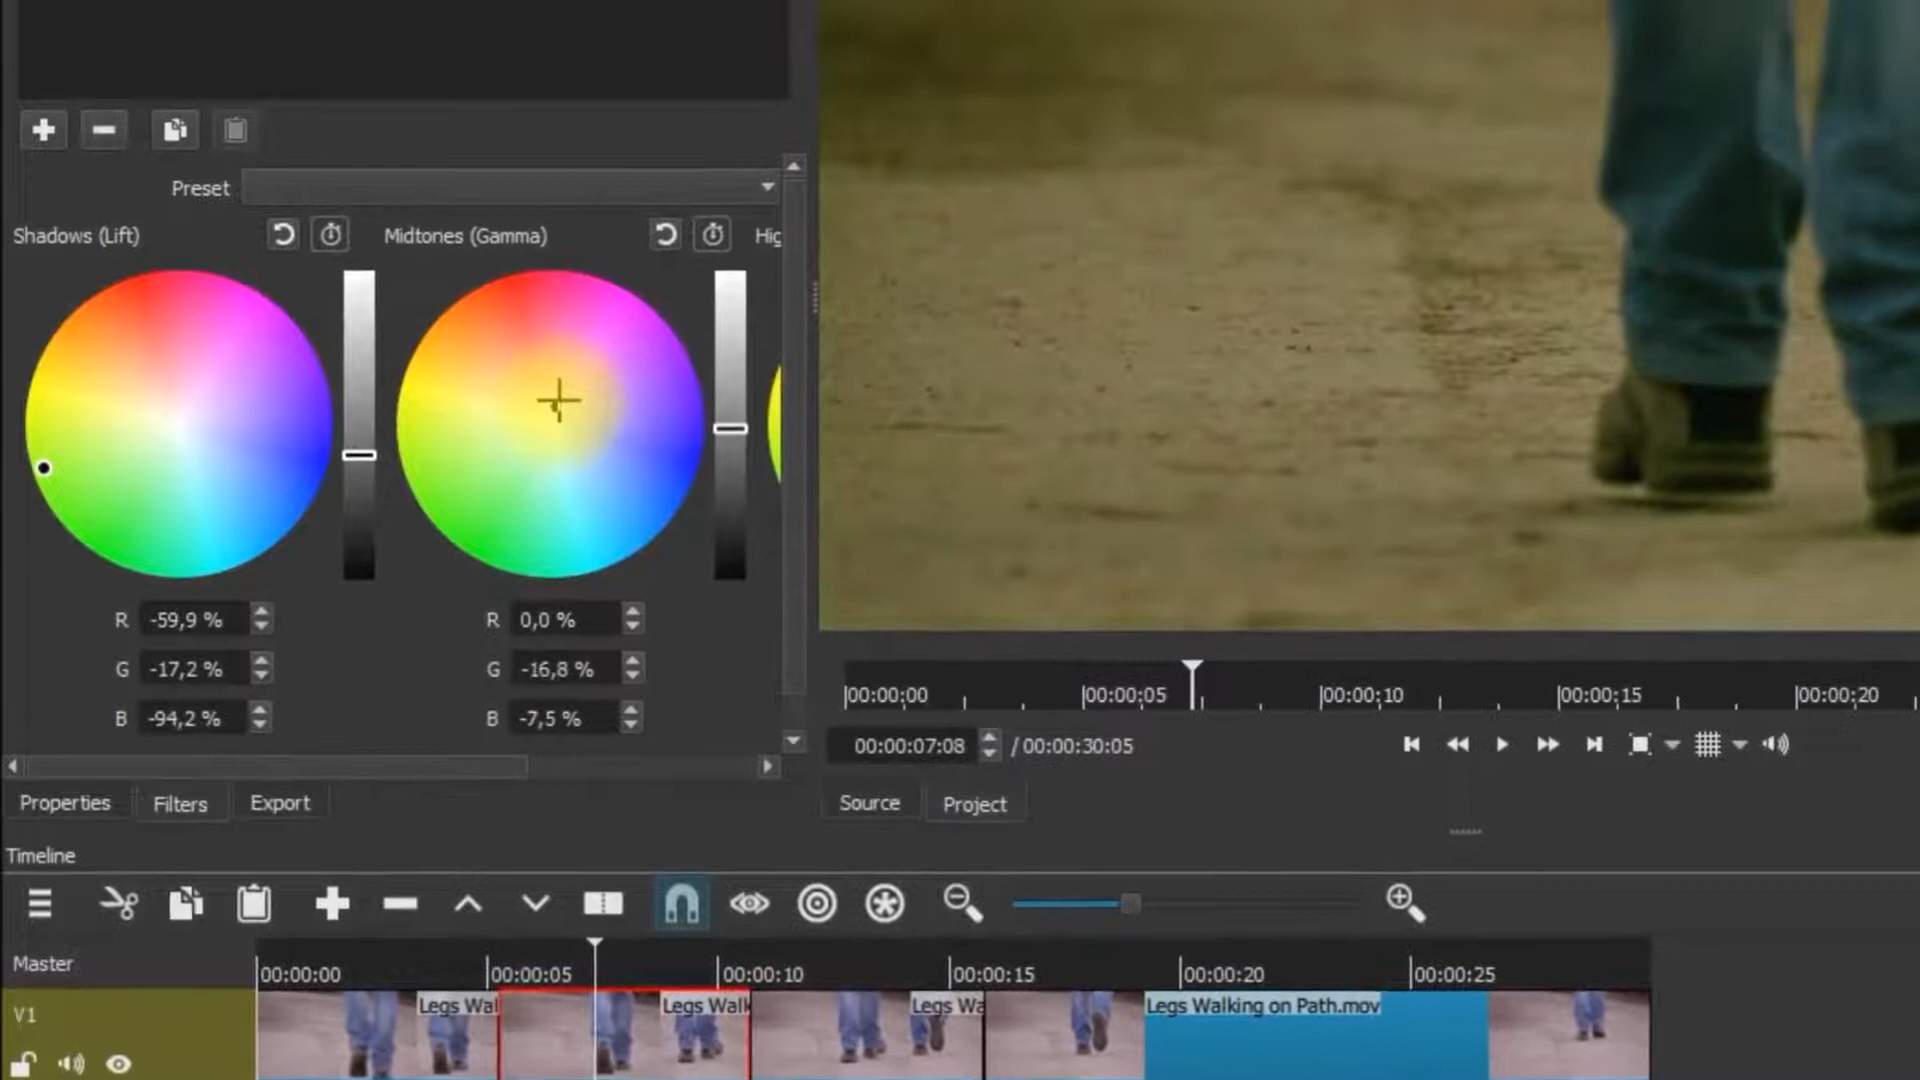 Preset
Shadows (Lift)
Midtones (Gamma)
Hig
R -59,9 %
R 0,0 %
G -17,2 %
G -16,8 %
B -94,2 %
B -7,5 %
00:00:00
00:00:05
00:00:10
00:00:15
00:00:20
00:00:07:08 / 00:00:30:05
Properties
Filters
Export
Source
Project
Timeline
Master
00:00:00
00:00:05
00:00:10
00:00:15
00:00:20
00:00:25
V1
Legs Wal
Legs Walk
Legs Wa
Legs Walking on Path.mov